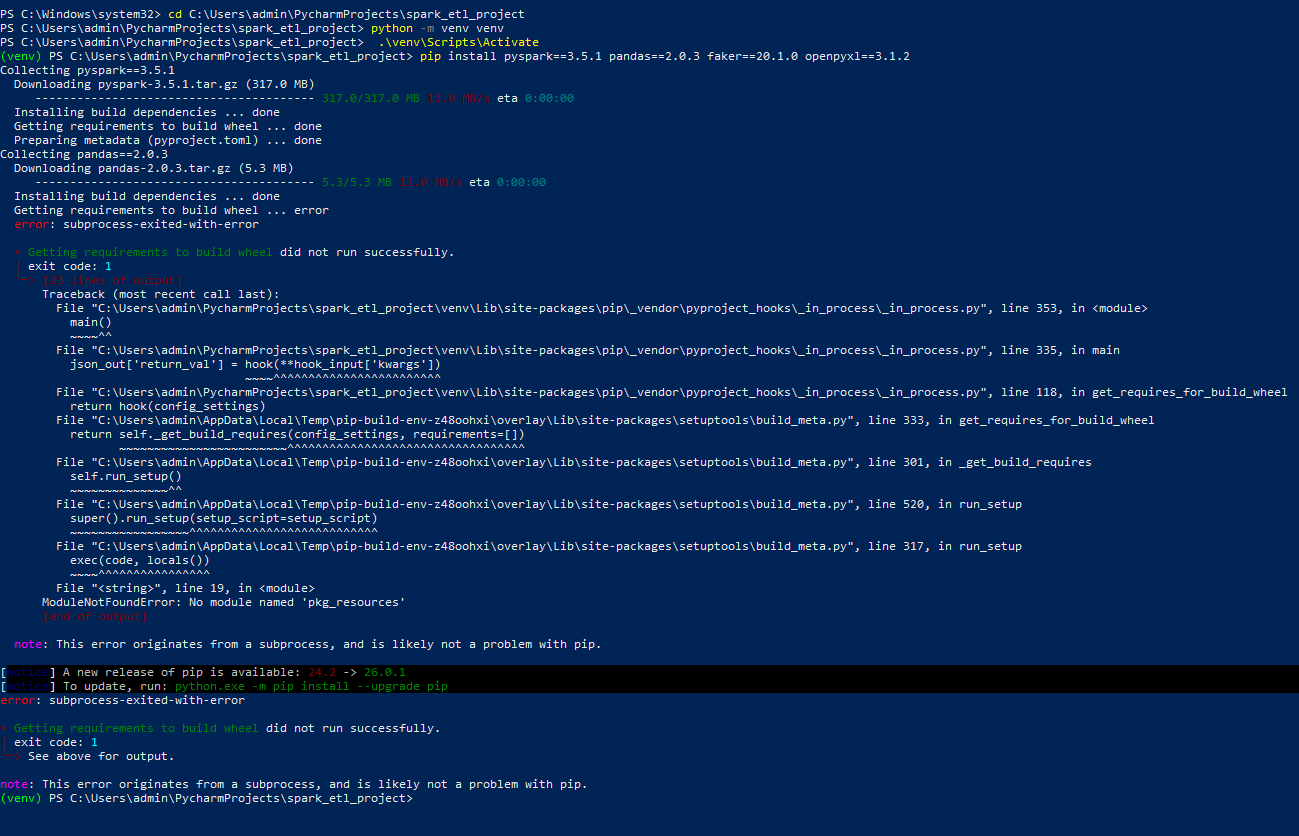 PS C:\Windows\system32> cd C:\Users\admin\PycharmProjects\spark_etl_project
PS C:\Users\admin\PycharmProjects\spark_etl_project> python -m venv venv
PS C:\Users\admin\PycharmProjects\spark_etl_project>  .\venv\Scripts\Activate
(venv) PS C:\Users\admin\PycharmProjects\spark_etl_project> pip install pyspark==3.5.1 pandas==2.0.3 faker==20.1.0 openpyxl==3.1.2
Collecting pyspark==3.5.1
  Downloading pyspark-3.5.1.tar.gz (317.0 MB)
     ---------------------------------------- 317.0/317.0 MB 11.0 MB/s eta 0:00:00
  Installing build dependencies ... done
  Getting requirements to build wheel ... done
  Preparing metadata (pyproject.toml) ... done
Collecting pandas==2.0.3
  Downloading pandas-2.0.3.tar.gz (5.3 MB)
     ---------------------------------------- 5.3/5.3 MB 11.0 MB/s eta 0:00:00
  Installing build dependencies ... done
  Getting requirements to build wheel ... error
  error: subprocess-exited-with-error

  × Getting requirements to build wheel did not run successfully.
  │ exit code: 1
  ╰─> [23 lines of output]
      Traceback (most recent call last):
        File "C:\Users\admin\PycharmProjects\spark_etl_project\venv\Lib\site-packages\pip\_vendor\pyproject_hooks\_in_process\_in_process.py", line 353, in <module>
          main()
          ~~~~^^
        File "C:\Users\admin\PycharmProjects\spark_etl_project\venv\Lib\site-packages\pip\_vendor\pyproject_hooks\_in_process\_in_process.py", line 335, in main
          json_out['return_val'] = hook(**hook_input['kwargs'])
                                   ~~~~^^^^^^^^^^^^^^^^^^^^^^^^
        File "C:\Users\admin\PycharmProjects\spark_etl_project\venv\Lib\site-packages\pip\_vendor\pyproject_hooks\_in_process\_in_process.py", line 118, in get_requires_for_build_wheel
          return hook(config_settings)
        File "C:\Users\admin\AppData\Local\Temp\pip-build-env-z48oohxi\overlay\Lib\site-packages\setuptools\build_meta.py", line 333, in get_requires_for_build_wheel
          return self._get_build_requires(config_settings, requirements=[])
                 ~~~~~~~~~~~~~~~~~~~~~~~~^^^^^^^^^^^^^^^^^^^^^^^^^^^^^^^^^^
        File "C:\Users\admin\AppData\Local\Temp\pip-build-env-z48oohxi\overlay\Lib\site-packages\setuptools\build_meta.py", line 301, in _get_build_requires
          self.run_setup()
          ~~~~~~~~~~~~~~^^
        File "C:\Users\admin\AppData\Local\Temp\pip-build-env-z48oohxi\overlay\Lib\site-packages\setuptools\build_meta.py", line 520, in run_setup
          super().run_setup(setup_script=setup_script)
          ~~~~~~~~~~~~~~~~~^^^^^^^^^^^^^^^^^^^^^^^^^^^
        File "C:\Users\admin\AppData\Local\Temp\pip-build-env-z48oohxi\overlay\Lib\site-packages\setuptools\build_meta.py", line 317, in run_setup
          exec(code, locals())
          ~~~~^^^^^^^^^^^^^^^^
        File "<string>", line 19, in <module>
      ModuleNotFoundError: No module named 'pkg_resources'
      [end of output]

  note: This error originates from a subprocess, and is likely not a problem with pip.

[notice] A new release of pip is available: 24.2 -> 26.0.1
[notice] To update, run: python.exe -m pip install --upgrade pip
error: subprocess-exited-with-error

× Getting requirements to build wheel did not run successfully.
│ exit code: 1
╰─> See above for output.

note: This error originates from a subprocess, and is likely not a problem with pip.
(venv) PS C:\Users\admin\PycharmProjects\spark_etl_project>